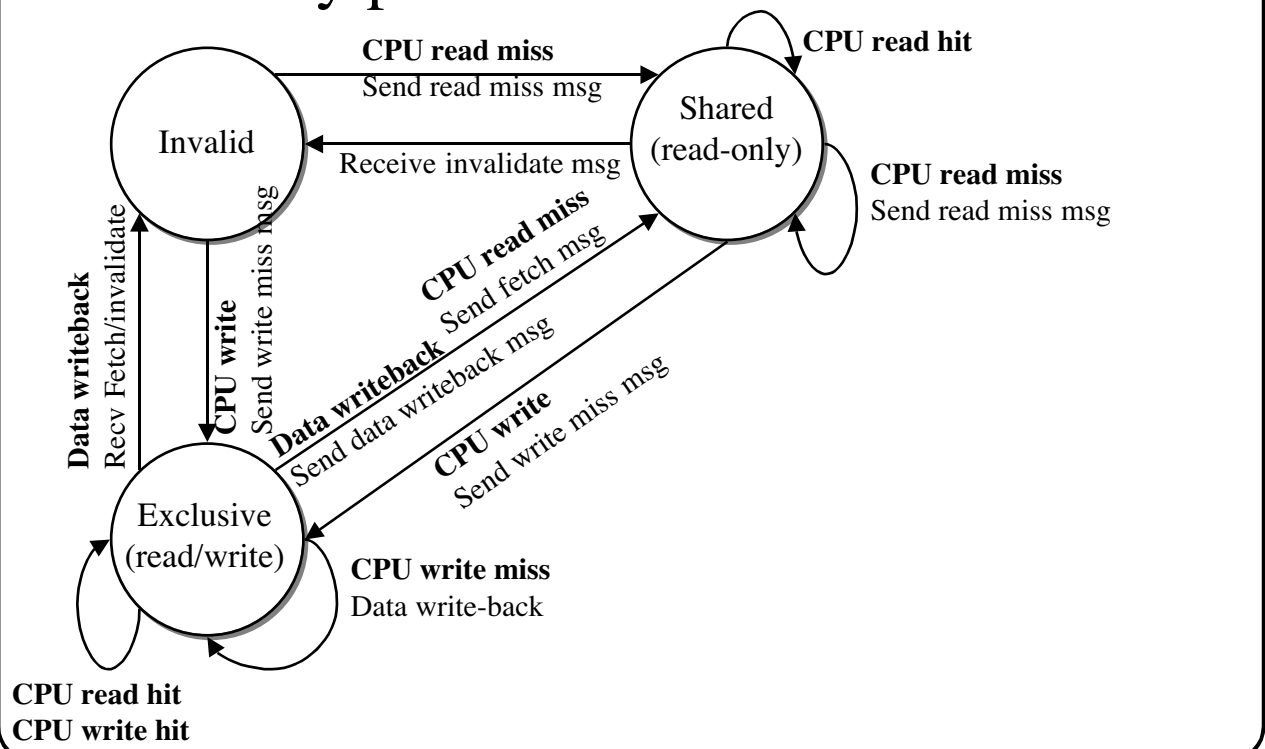 CPU read miss
Send read miss msg
CPU read hit
Invalid
Shared
(read-only)
Receive invalidate msg
CPU read miss
Send read miss msg
Data writeback
Recv Fetch/invalidate
CPU write
Send write miss msg
CPU read miss
Send fetch msg
Data writeback
Send data writeback msg
CPU write
Send write miss msg
Exclusive
(read/write)
CPU write miss
Data write-back
CPU read hit
CPU write hit